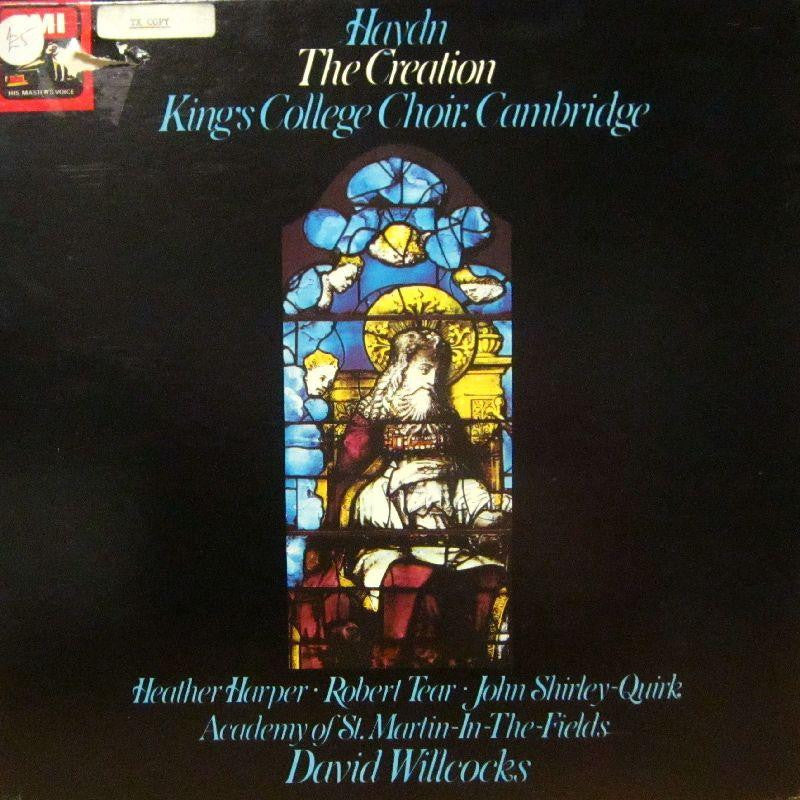 EMI
TX COPY
£5
HIS MASTER'S VOICE
Haydn
The Creation
King's College Choir. Cambridge
Heather Harper · Robert Tear · John Shirley-Quirk
Academy of St. Martin-In-The-Fields
David Willcocks